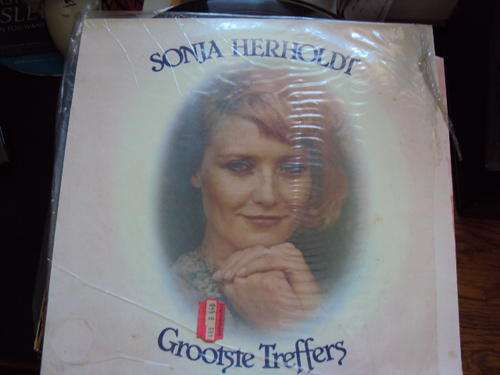 SONJA HERHOLDT
Grootste Treffers